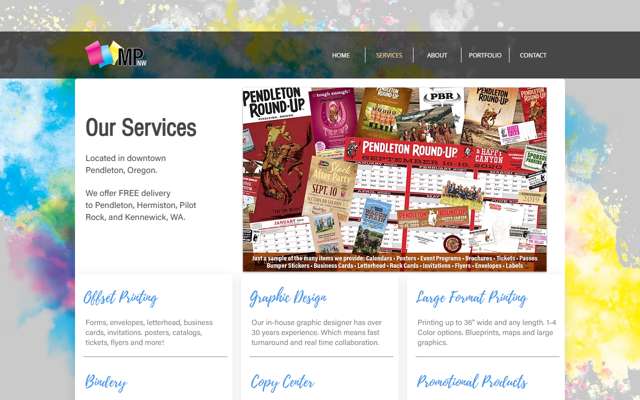 MP NW
HOME
SERVICES
ABOUT
PORTFOLIO
CONTACT
Our Services
Located in downtown
Pendleton, Oregon.
We offer FREE delivery
to Pendleton, Hermiston, Pilot
Rock, and Kennewick, WA.
PENDLETON
ROUND-UP
tough enough!
PBR
PENDLETON
ROUND-UP
PENDLETON ROUND-UP
& HAPPY
CANYON
SEPTEMBER
SEPT. 10
Just a sample of the many items we provide: Calendars • Posters • Event Programs • Brochures • Tickets • Passes
Bumper Stickers • Business Cards • Letterhead • Rack Cards • Invitations • Flyers • Envelopes • Labels
Offset Printing
Forms, envelopes, letterhead, business
cards, invitations. posters, catalogs,
tickets, flyers and more!
Graphic Design
Our in-house graphic designer has over
30 years experience. Which means fast
turnaround and real time collaboration.
Large Format Printing
Printing up to 36" wide and any length. 1-4
Color options. Blueprints, maps and large
graphics.
Bindery
Copy Center
Promotional Products